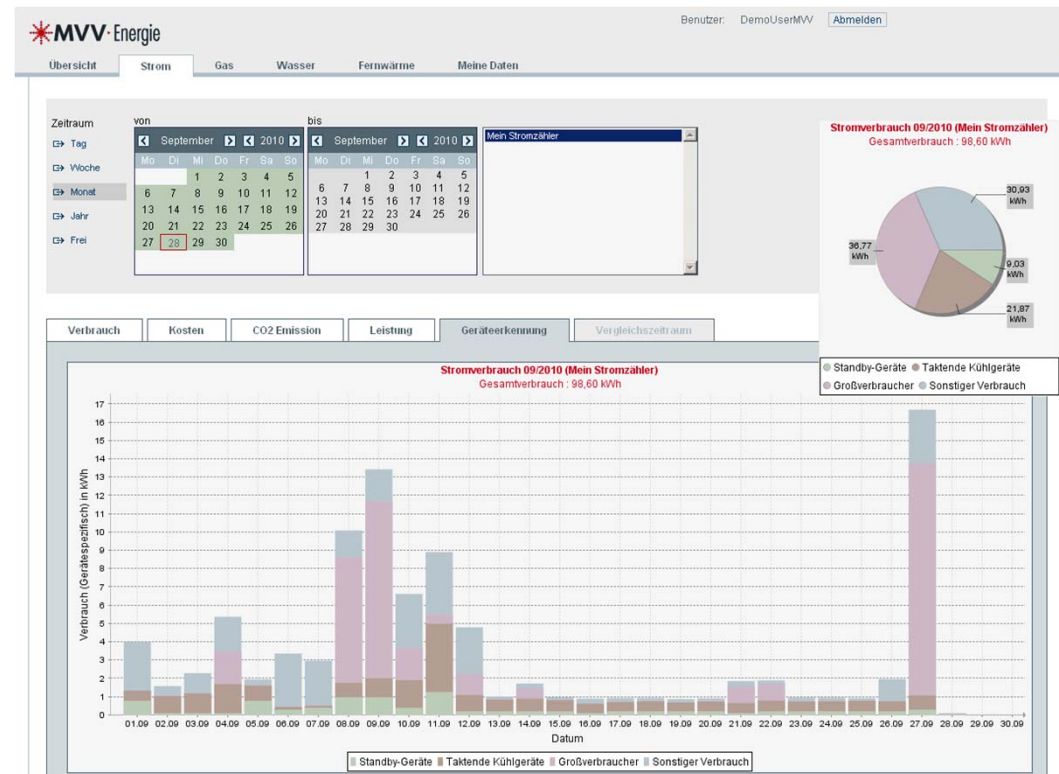 MVV Energie
Benutzer: DemoUserMVV Abmelden
Übersicht Strom Gas Wasser Fernwärme Meine Daten
Zeitraum
Tag
Woche
Monat
Jahr
Frei
von
September 2010
Mo Di Mi Do Fr Sa So
1 2 3 4 5
6 7 8 9 10 11 12
13 14 15 16 17 18 19
20 21 22 23 24 25 26
27 28 29 30
bis
September 2010
Mo Di Mi Do Fr Sa So
1 2 3 4 5
6 7 8 9 10 11 12
13 14 15 16 17 18 19
20 21 22 23 24 25 26
27 28 29 30
Mein Stromzähler
Stromverbrauch 09/2010 (Mein Stromzähler)
Gesamtverbrauch : 98,60 kWh
30,93
kWh
36,77
kWh
9,03
kWh
21,87
kWh
Standby-Geräte Taktende Kühlgeräte
Großverbraucher Sonstiger Verbrauch
Verbrauch Kosten CO2 Emission Leistung Geräteerkennung Vergleichszeitraum
Stromverbrauch 09/2010 (Mein Stromzähler)
Gesamtverbrauch : 98,60 kWh
Verbrauch (Gerätespezifisch) in kWh
17
16
15
14
13
12
11
10
9
8
7
6
5
4
3
2
1
0
01.09 02.09 03.09 04.09 05.09 06.09 07.09 08.09 09.09 10.09 11.09 12.09 13.09 14.09 15.09 16.09 17.09 18.09 19.09 20.09 21.09 22.09 23.09 24.09 25.09 26.09 27.09 28.09 29.09 30.09
Datum
Standby-Geräte Taktende Kühlgeräte Großverbraucher Sonstiger Verbrauch